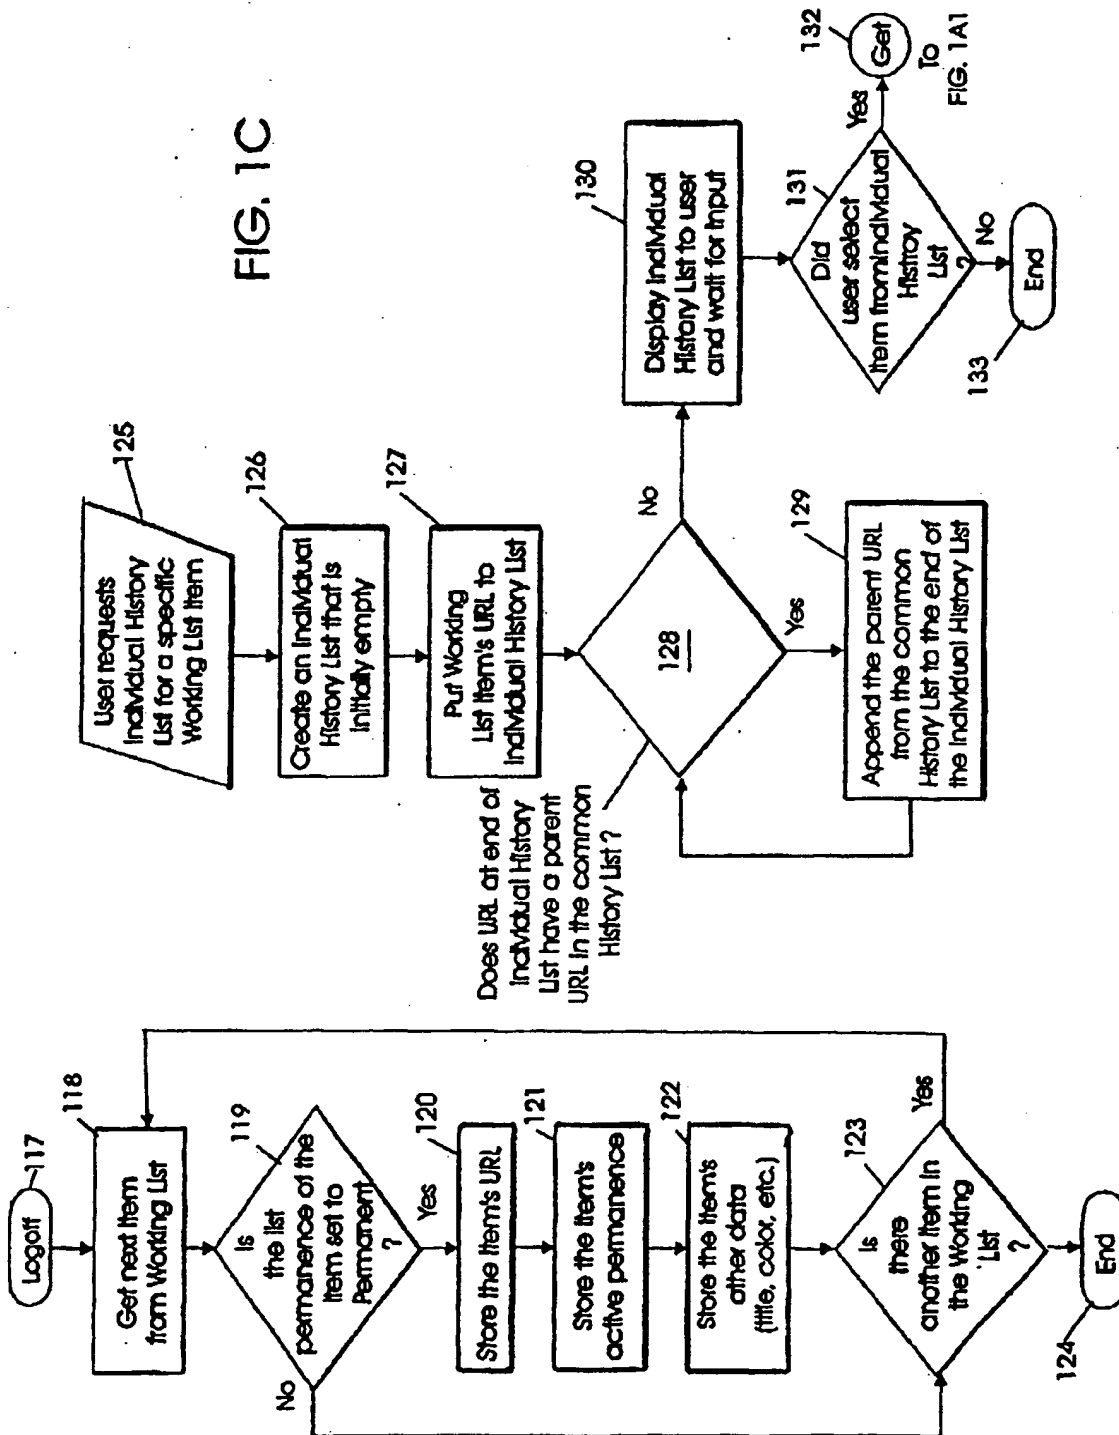 FIG. 1C
117
Logoff
118
Get next item
from Working List
119
Is
the list
permanence of the
item set to
Permanent
?
No
Yes
120
Store the item's URL
121
Store the item's
active permanence
122
Store the item's
other data
(title, color, etc.)
123
Is
there
another item in
the Working
List
?
Yes
End
124
125
User requests
Individual History
List for a specific
Working List item
126
Create an Individual
History List that is
initially empty
127
Put Working
List item's URL to
Individual History List
Does URL at end of
Individual History
List have a parent
URL in the common
History List ?
128
No
Yes
129
Append the parent URL
from the common
History List to the end of
the Individual History List
130
Display Individual
History List to user
and wait for input
131
Did
user select
item fromIndividual
Histroy
List
?
Yes
132
Get
To
FIG. 1A1
No
End
133